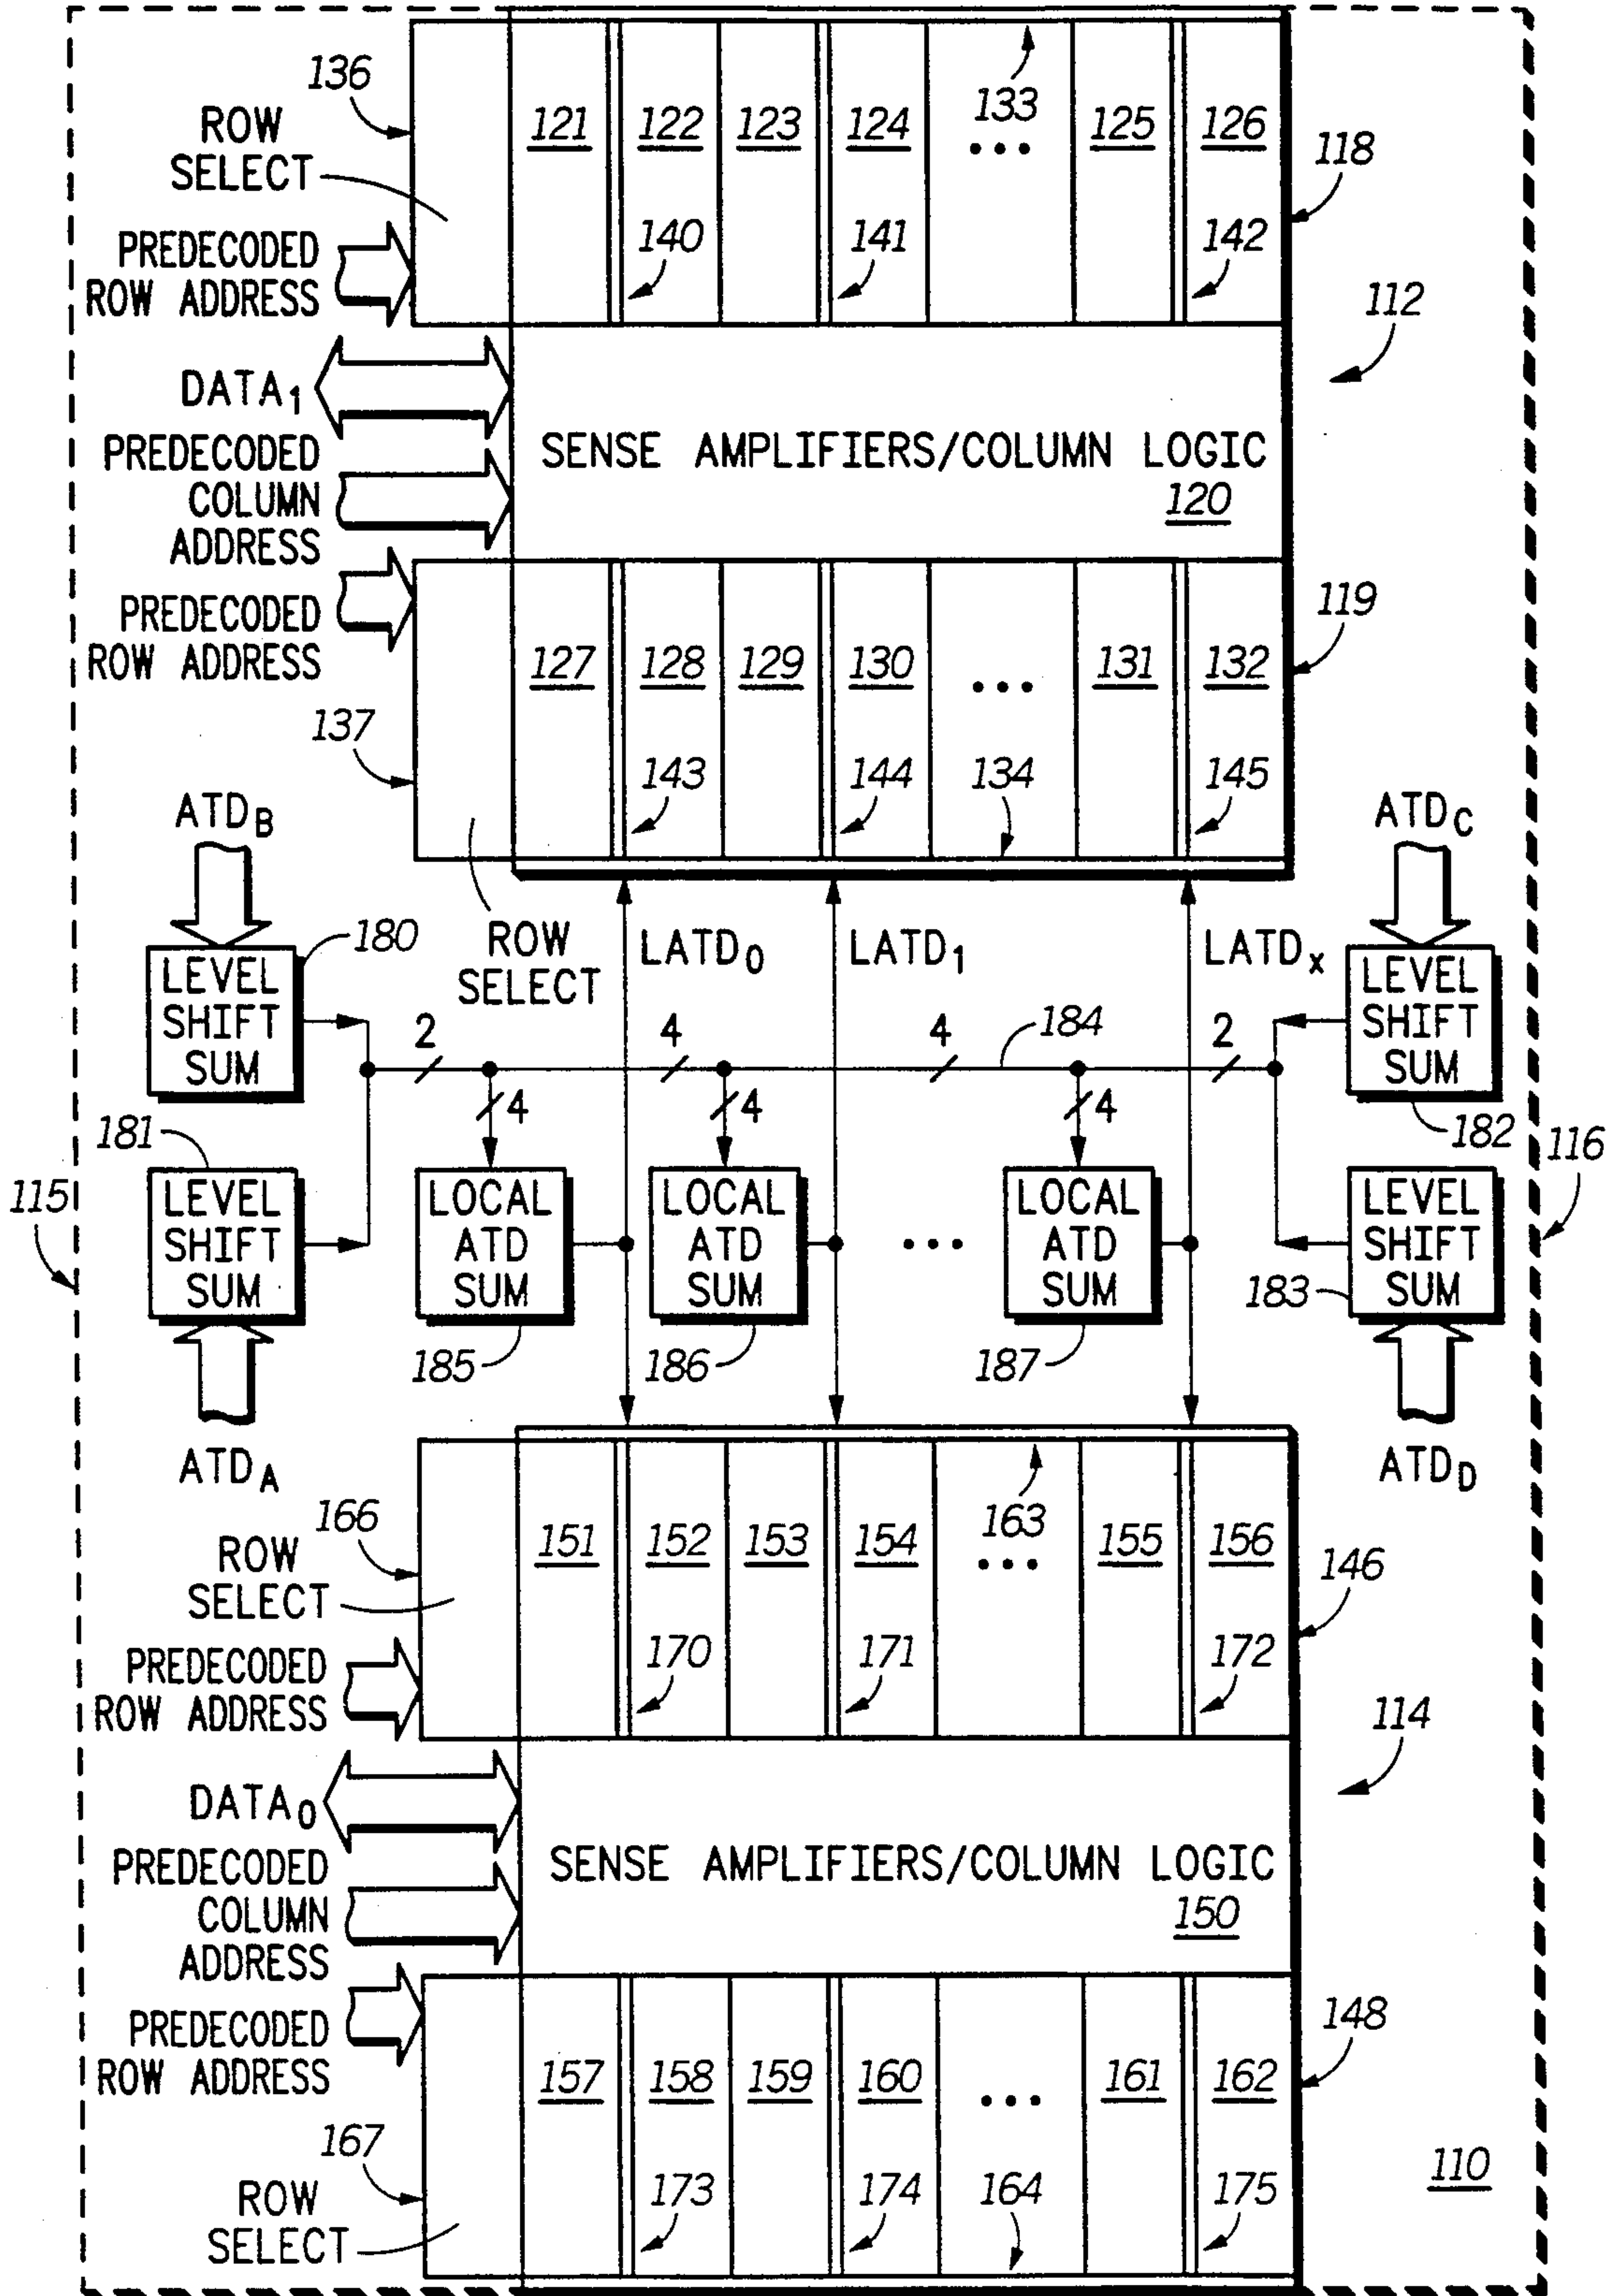 136
ROW
SELECT
PREDECODED
ROW ADDRESS
121
122
123
124
133
•••
125
126
118
140
141
142
112
DATA₁
PREDECODED
COLUMN
ADDRESS
SENSE AMPLIFIERS/COLUMN LOGIC
120
PREDECODED
ROW ADDRESS
127
128
129
130
•••
131
132
119
137
143
144
134
145
ATD_B
ATD_C
ROW
SELECT
LATD₀
LATD₁
LATDₓ
180
LEVEL
SHIFT
SUM
LEVEL
SHIFT
SUM
182
2
4
4
184
2
4
4
4
181
LEVEL
SHIFT
SUM
115
LOCAL
ATD
SUM
185
LOCAL
ATD
SUM
186
•••
LOCAL
ATD
SUM
187
LEVEL
SHIFT
SUM
183
116
ATD_A
ATD_D
166
ROW
SELECT
PREDECODED
ROW ADDRESS
151
152
153
154
163
•••
155
156
146
170
171
172
114
DATA₀
PREDECODED
COLUMN
ADDRESS
SENSE AMPLIFIERS/COLUMN LOGIC
150
PREDECODED
ROW ADDRESS
157
158
159
160
•••
161
162
148
167
ROW
SELECT
173
174
164
175
110